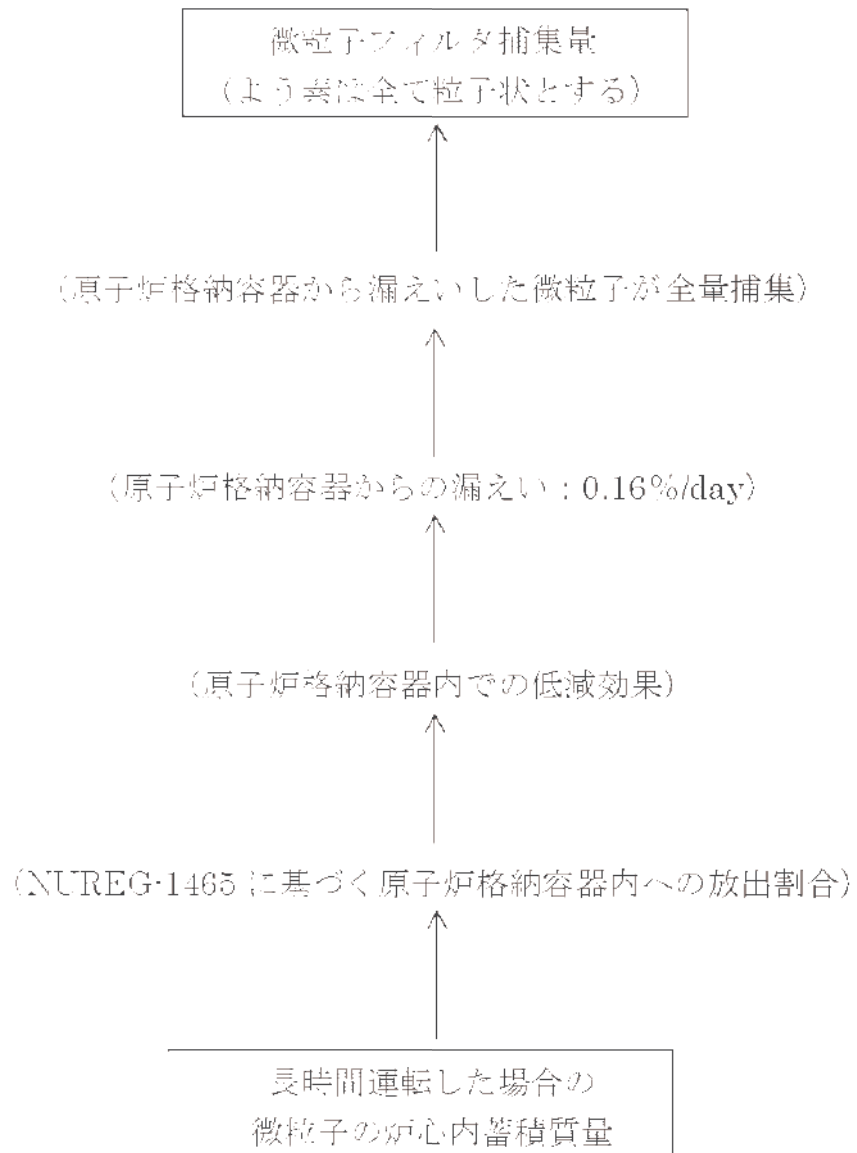 微粒子フィルタ捕集量
(よう素は全て粒子状とする)
(原子炉格納容器から漏えいした微粒子が全量捕集)
(原子炉格納容器からの漏えい：0.16%/day)
(原子炉格納容器内での低減効果)
(NUREG-1465 に基づく原子炉格納容器内への放出割合)
長時間運転した場合の
微粒子の炉心内蓄積質量